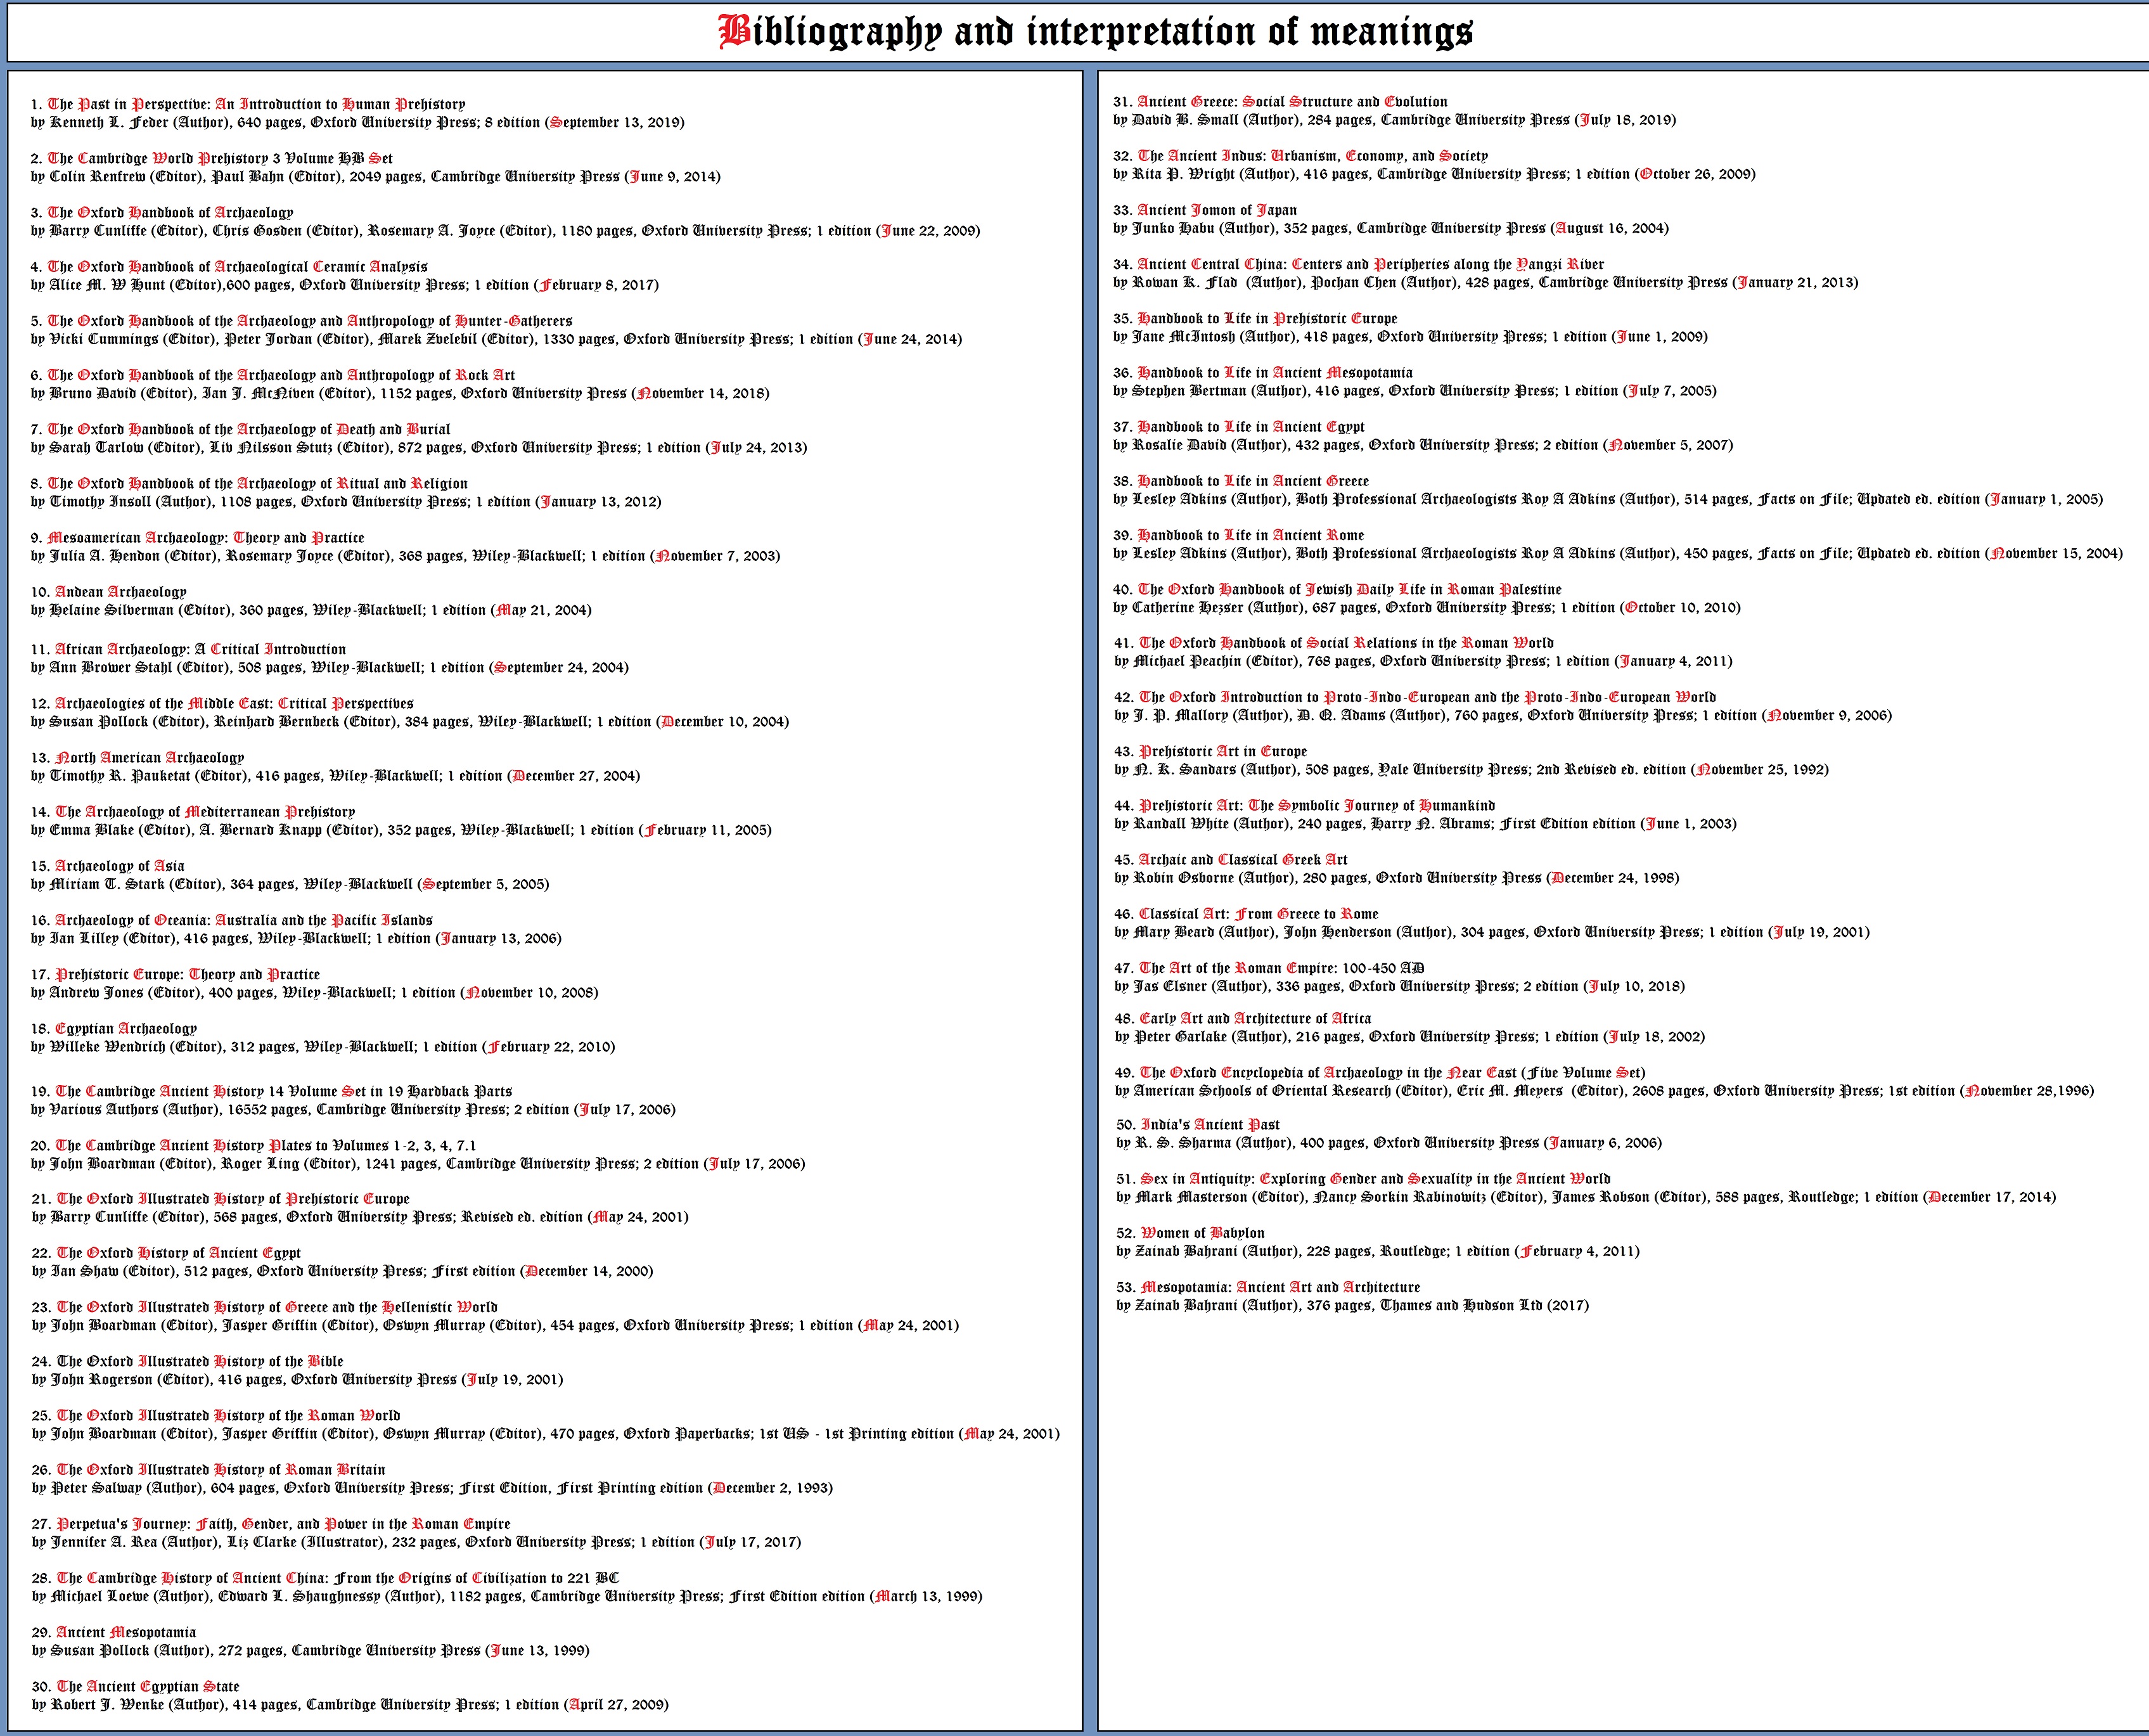 Bibliography and interpretation of meanings
1. The Past in Perspective: An Introduction to Human Prehistory
by Kenneth L. Feder (Author), 640 pages, Oxford University Press; 8 edition (September 13, 2019)
2. The Cambridge World Prehistory 3 Volume HB Set
by Colin Renfrew (Editor), Paul Bahn (Editor), 2049 pages, Cambridge University Press (June 9, 2014)
3. The Oxford Handbook of Archaeology
by Barry Cunliffe (Editor), Chris Gosden (Editor), Rosemary A. Joyce (Editor), 1180 pages, Oxford University Press; 1 edition (June 22, 2009)
4. The Oxford Handbook of Archaeological Ceramic Analysis
by Alice M. W Hunt (Editor),600 pages, Oxford University Press; 1 edition (February 8, 2017)
5. The Oxford Handbook of the Archaeology and Anthropology of Hunter-Gatherers
by Vicki Cummings (Editor), Peter Jordan (Editor), Marek Zvelebil (Editor), 1330 pages, Oxford University Press; 1 edition (June 24, 2014)
6. The Oxford Handbook of the Archaeology and Anthropology of Rock Art
by Bruno David (Editor), Ian J. McNiven (Editor), 1152 pages, Oxford University Press (November 14, 2018)
7. The Oxford Handbook of the Archaeology of Death and Burial
by Sarah Tarlow (Editor), Liv Nilsson Stutz (Editor), 872 pages, Oxford University Press; 1 edition (July 24, 2013)
8. The Oxford Handbook of the Archaeology of Ritual and Religion
by Timothy Insoll (Author), 1108 pages, Oxford University Press; 1 edition (January 13, 2012)
9. Mesoamerican Archaeology: Theory and Practice
by Julia A. Hendon (Editor), Rosemary Joyce (Editor), 368 pages, Wiley-Blackwell; 1 edition (November 7, 2003)
10. Andean Archaeology
by Helaine Silverman (Editor), 360 pages, Wiley-Blackwell; 1 edition (May 21, 2004)
11. African Archaeology: A Critical Introduction
by Ann Brower Stahl (Editor), 508 pages, Wiley-Blackwell; 1 edition (September 24, 2004)
12. Archaeologies of the Middle East: Critical Perspectives
by Susan Pollock (Editor), Reinhard Bernbeck (Editor), 384 pages, Wiley-Blackwell; 1 edition (December 10, 2004)
13. North American Archaeology
by Timothy R. Pauketat (Editor), 416 pages, Wiley-Blackwell; 1 edition (December 27, 2004)
14. The Archaeology of Mediterranean Prehistory
by Emma Blake (Editor), A. Bernard Knapp (Editor), 352 pages, Wiley-Blackwell; 1 edition (February 11, 2005)
15. Archaeology of Asia
by Miriam T. Stark (Editor), 364 pages, Wiley-Blackwell (September 5, 2005)
16. Archaeology of Oceania: Australia and the Pacific Islands
by Ian Lilley (Editor), 416 pages, Wiley-Blackwell; 1 edition (January 13, 2006)
17. Prehistoric Europe: Theory and Practice
by Andrew Jones (Editor), 400 pages, Wiley-Blackwell; 1 edition (November 10, 2008)
18. Egyptian Archaeology
by Willeke Wendrich (Editor), 312 pages, Wiley-Blackwell; 1 edition (February 22, 2010)
19. The Cambridge Ancient History 14 Volume Set in 19 Hardback Parts
by Various Authors (Author), 16552 pages, Cambridge University Press; 2 edition (July 17, 2006)
20. The Cambridge Ancient History Plates to Volumes 1-2, 3, 4, 7.1
by John Boardman (Editor), Roger Ling (Editor), 1241 pages, Cambridge University Press; 2 edition (July 17, 2006)
21. The Oxford Illustrated History of Prehistoric Europe
by Barry Cunliffe (Editor), 568 pages, Oxford University Press; Revised ed. edition (May 24, 2001)
22. The Oxford History of Ancient Egypt
by Ian Shaw (Editor), 512 pages, Oxford University Press; First edition (December 14, 2000)
23. The Oxford Illustrated History of Greece and the Hellenistic World
by John Boardman (Editor), Jasper Griffin (Editor), Oswyn Murray (Editor), 454 pages, Oxford University Press; 1 edition (May 24, 2001)
24. The Oxford Illustrated History of the Bible
by John Rogerson (Editor), 416 pages, Oxford University Press (July 19, 2001)
25. The Oxford Illustrated History of the Roman World
by John Boardman (Editor), Jasper Griffin (Editor), Oswyn Murray (Editor), 470 pages, Oxford Paperbacks; 1st US - 1st Printing edition (May 24, 2001)
26. The Oxford Illustrated History of Roman Britain
by Peter Salway (Author), 604 pages, Oxford University Press; First Edition, First Printing edition (December 2, 1993)
27. Perpetua's Journey: Faith, Gender, and Power in the Roman Empire
by Jennifer A. Rea (Author), Liz Clarke (Illustrator), 232 pages, Oxford University Press; 1 edition (July 17, 2017)
28. The Cambridge History of Ancient China: From the Origins of Civilization to 221 BC
by Michael Loewe (Author), Edward L. Shaughnessy (Author), 1182 pages, Cambridge University Press; First Edition edition (March 13, 1999)
29. Ancient Mesopotamia
by Susan Pollock (Author), 272 pages, Cambridge University Press (June 13, 1999)
30. The Ancient Egyptian State
by Robert J. Wenke (Author), 414 pages, Cambridge University Press; 1 edition (April 27, 2009)
31. Ancient Greece: Social Structure and Evolution
by David B. Small (Author), 284 pages, Cambridge University Press (July 18, 2019)
32. The Ancient Indus: Urbanism, Economy, and Society
by Rita P. Wright (Author), 416 pages, Cambridge University Press; 1 edition (October 26, 2009)
33. Ancient Jomon of Japan
by Junko Habu (Author), 352 pages, Cambridge University Press (August 16, 2004)
34. Ancient Central China: Centers and Peripheries along the Yangzi River
by Rowan K. Flad (Author), Pochan Chen (Author), 428 pages, Cambridge University Press (January 21, 2013)
35. Handbook to Life in Prehistoric Europe
by Jane McIntosh (Author), 418 pages, Oxford University Press; 1 edition (June 1, 2009)
36. Handbook to Life in Ancient Mesopotamia
by Stephen Bertman (Author), 416 pages, Oxford University Press; 1 edition (July 7, 2005)
37. Handbook to Life in Ancient Egypt
by Rosalie David (Author), 432 pages, Oxford University Press; 2 edition (November 5, 2007)
38. Handbook to Life in Ancient Greece
by Lesley Adkins (Author), Both Professional Archaeologists Roy A Adkins (Author), 514 pages, Facts on File; Updated ed. edition (January 1, 2005)
39. Handbook to Life in Ancient Rome
by Lesley Adkins (Author), Both Professional Archaeologists Roy A Adkins (Author), 450 pages, Facts on File; Updated ed. edition (November 15, 2004)
40. The Oxford Handbook of Jewish Daily Life in Roman Palestine
by Catherine Hezser (Author), 687 pages, Oxford University Press; 1 edition (October 10, 2010)
41. The Oxford Handbook of Social Relations in the Roman World
by Michael Peachin (Editor), 768 pages, Oxford University Press; 1 edition (January 4, 2011)
42. The Oxford Introduction to Proto-Indo-European and the Proto-Indo-European World
by J. P. Mallory (Author), D. Q. Adams (Author), 760 pages, Oxford University Press; 1 edition (November 9, 2006)
43. Prehistoric Art in Europe
by N. K. Sandars (Author), 508 pages, Yale University Press; 2nd Revised ed. edition (November 25, 1992)
44. Prehistoric Art: The Symbolic Journey of Humankind
by Randall White (Author), 240 pages, Harry N. Abrams; First Edition edition (June 1, 2003)
45. Archaic and Classical Greek Art
by Robin Osborne (Author), 280 pages, Oxford University Press (December 24, 1998)
46. Classical Art: From Greece to Rome
by Mary Beard (Author), John Henderson (Author), 304 pages, Oxford University Press; 1 edition (July 19, 2001)
47. The Art of the Roman Empire: 100-450 AD
by Jas Elsner (Author), 336 pages, Oxford University Press; 2 edition (July 10, 2018)
48. Early Art and Architecture of Africa
by Peter Garlake (Author), 216 pages, Oxford University Press; 1 edition (July 18, 2002)
49. The Oxford Encyclopedia of Archaeology in the Near East (Five Volume Set)
by American Schools of Oriental Research (Editor), Eric M. Meyers (Editor), 2608 pages, Oxford University Press; 1st edition (November 28,1996)
50. India's Ancient Past
by R. S. Sharma (Author), 400 pages, Oxford University Press (January 6, 2006)
51. Sex in Antiquity: Exploring Gender and Sexuality in the Ancient World
by Mark Masterson (Editor), Nancy Sorkin Rabinowitz (Editor), James Robson (Editor), 588 pages, Routledge; 1 edition (December 17, 2014)
52. Women of Babylon
by Zainab Bahrani (Author), 228 pages, Routledge; 1 edition (February 4, 2011)
53. Mesopotamia: Ancient Art and Architecture
by Zainab Bahrani (Author), 376 pages, Thames and Hudson Ltd (2017)